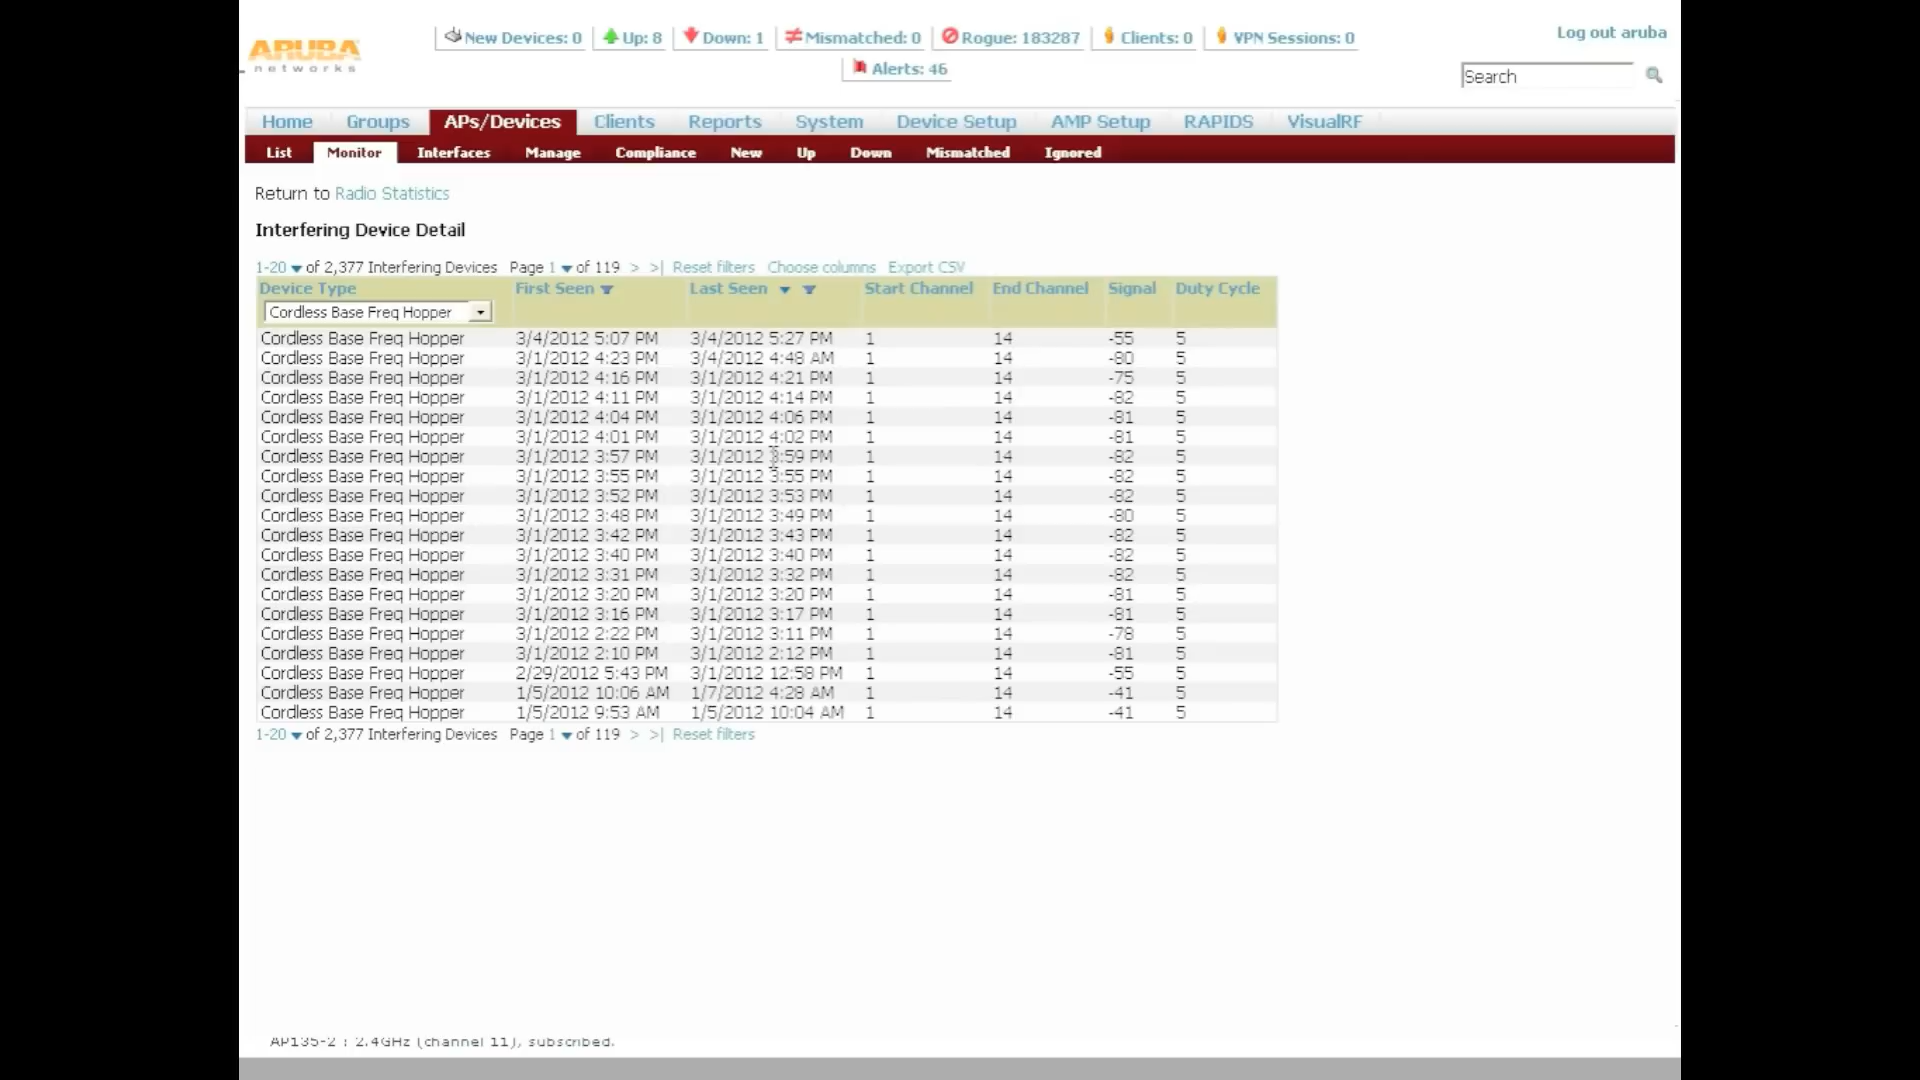 ARUBA
networks
New Devices: 0 Up: 8 Down: 1 Mismatched: 0 Rogue: 183287 Clients: 0 VPN Sessions: 0
Alerts: 46
Log out aruba
Search
Home Groups APs/Devices Clients Reports System Device Setup AMP Setup RAPIDS VisualRF
List Monitor Interfaces Manage Compliance New Up Down Mismatched Ignored
Return to Radio Statistics
Interfering Device Detail
1-20 of 2,377 Interfering Devices Page 1 of 119 > >| Reset filters Choose columns Export CSV
Device Type First Seen Last Seen Start Channel End Channel Signal Duty Cycle
Cordless Base Freq Hopper
Cordless Base Freq Hopper 3/4/2012 5:07 PM 3/4/2012 5:27 PM 1 14 -55 5
Cordless Base Freq Hopper 3/1/2012 4:23 PM 3/4/2012 4:48 AM 1 14 -80 5
Cordless Base Freq Hopper 3/1/2012 4:16 PM 3/1/2012 4:21 PM 1 14 -75 5
Cordless Base Freq Hopper 3/1/2012 4:11 PM 3/1/2012 4:14 PM 1 14 -82 5
Cordless Base Freq Hopper 3/1/2012 4:04 PM 3/1/2012 4:06 PM 1 14 -81 5
Cordless Base Freq Hopper 3/1/2012 4:01 PM 3/1/2012 4:02 PM 1 14 -81 5
Cordless Base Freq Hopper 3/1/2012 3:57 PM 3/1/2012 3:59 PM 1 14 -82 5
Cordless Base Freq Hopper 3/1/2012 3:55 PM 3/1/2012 3:55 PM 1 14 -82 5
Cordless Base Freq Hopper 3/1/2012 3:52 PM 3/1/2012 3:53 PM 1 14 -82 5
Cordless Base Freq Hopper 3/1/2012 3:48 PM 3/1/2012 3:49 PM 1 14 -80 5
Cordless Base Freq Hopper 3/1/2012 3:42 PM 3/1/2012 3:43 PM 1 14 -82 5
Cordless Base Freq Hopper 3/1/2012 3:40 PM 3/1/2012 3:40 PM 1 14 -82 5
Cordless Base Freq Hopper 3/1/2012 3:31 PM 3/1/2012 3:32 PM 1 14 -82 5
Cordless Base Freq Hopper 3/1/2012 3:20 PM 3/1/2012 3:20 PM 1 14 -81 5
Cordless Base Freq Hopper 3/1/2012 3:16 PM 3/1/2012 3:17 PM 1 14 -81 5
Cordless Base Freq Hopper 3/1/2012 2:22 PM 3/1/2012 3:11 PM 1 14 -78 5
Cordless Base Freq Hopper 3/1/2012 2:10 PM 3/1/2012 2:12 PM 1 14 -81 5
Cordless Base Freq Hopper 2/29/2012 5:43 PM 3/1/2012 12:58 PM 1 14 -55 5
Cordless Base Freq Hopper 1/5/2012 10:06 AM 1/7/2012 4:28 AM 1 14 -41 5
Cordless Base Freq Hopper 1/5/2012 9:53 AM 1/5/2012 10:04 AM 1 14 -41 5
1-20 of 2,377 Interfering Devices Page 1 of 119 > >| Reset filters
AP135-2 : 2.4GHz (channel 11), subscribed.